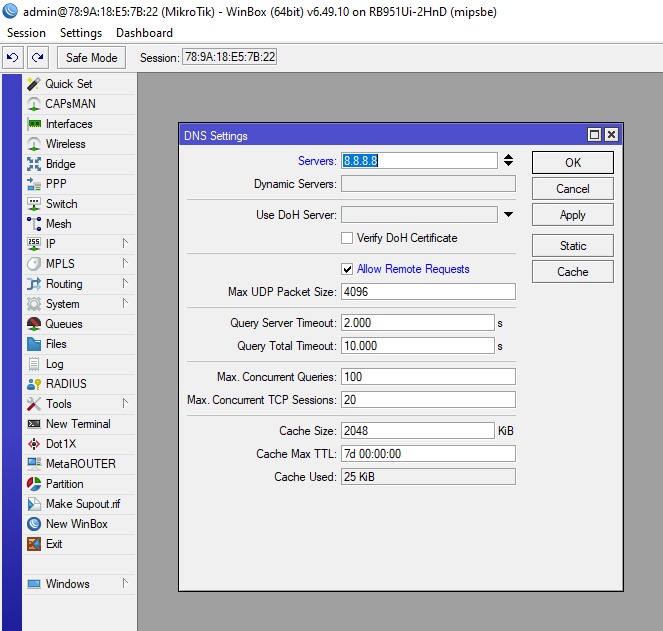 admin@78:9A:18:E5:7B:22 (MikroTik) - WinBox (64bit) v6.49.10 on RB951Ui-2HnD (mipsbe)
Session Settings Dashboard
Safe Mode Session: 78:9A:18:E5:7B:22
Quick Set
CAPsMAN
Interfaces
Wireless
Bridge
PPP
Switch
Mesh
IP
MPLS
Routing
System
Queues
Files
Log
RADIUS
Tools
New Terminal
Dot1X
MetaROUTER
Partition
Make Supout.rif
New WinBox
Exit
Windows
DNS Settings
Servers: 8.8.8.8
Dynamic Servers:
Use DoH Server:
Verify DoH Certificate
Allow Remote Requests
Max UDP Packet Size: 4096
Query Server Timeout: 2.000 s
Query Total Timeout: 10.000 s
Max. Concurrent Queries: 100
Max. Concurrent TCP Sessions: 20
Cache Size: 2048 KiB
Cache Max TTL: 7d 00:00:00
Cache Used: 25 KiB
OK
Cancel
Apply
Static
Cache